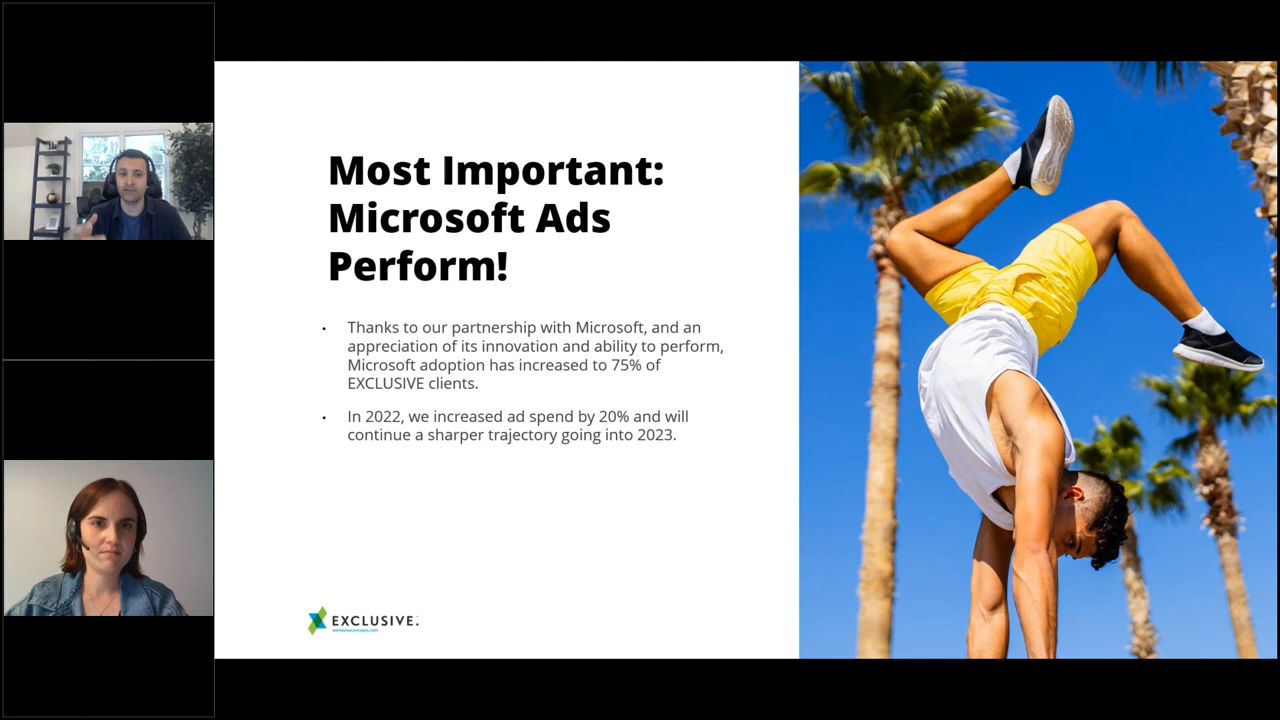 Most Important:
Microsoft Ads
Perform!
• Thanks to our partnership with Microsoft, and an
appreciation of its innovation and ability to perform,
Microsoft adoption has increased to 75% of
EXCLUSIVE clients.
• In 2022, we increased ad spend by 20% and will
continue a sharper trajectory going into 2023.
EXCLUSIVE.
exclusiveconcepts.com